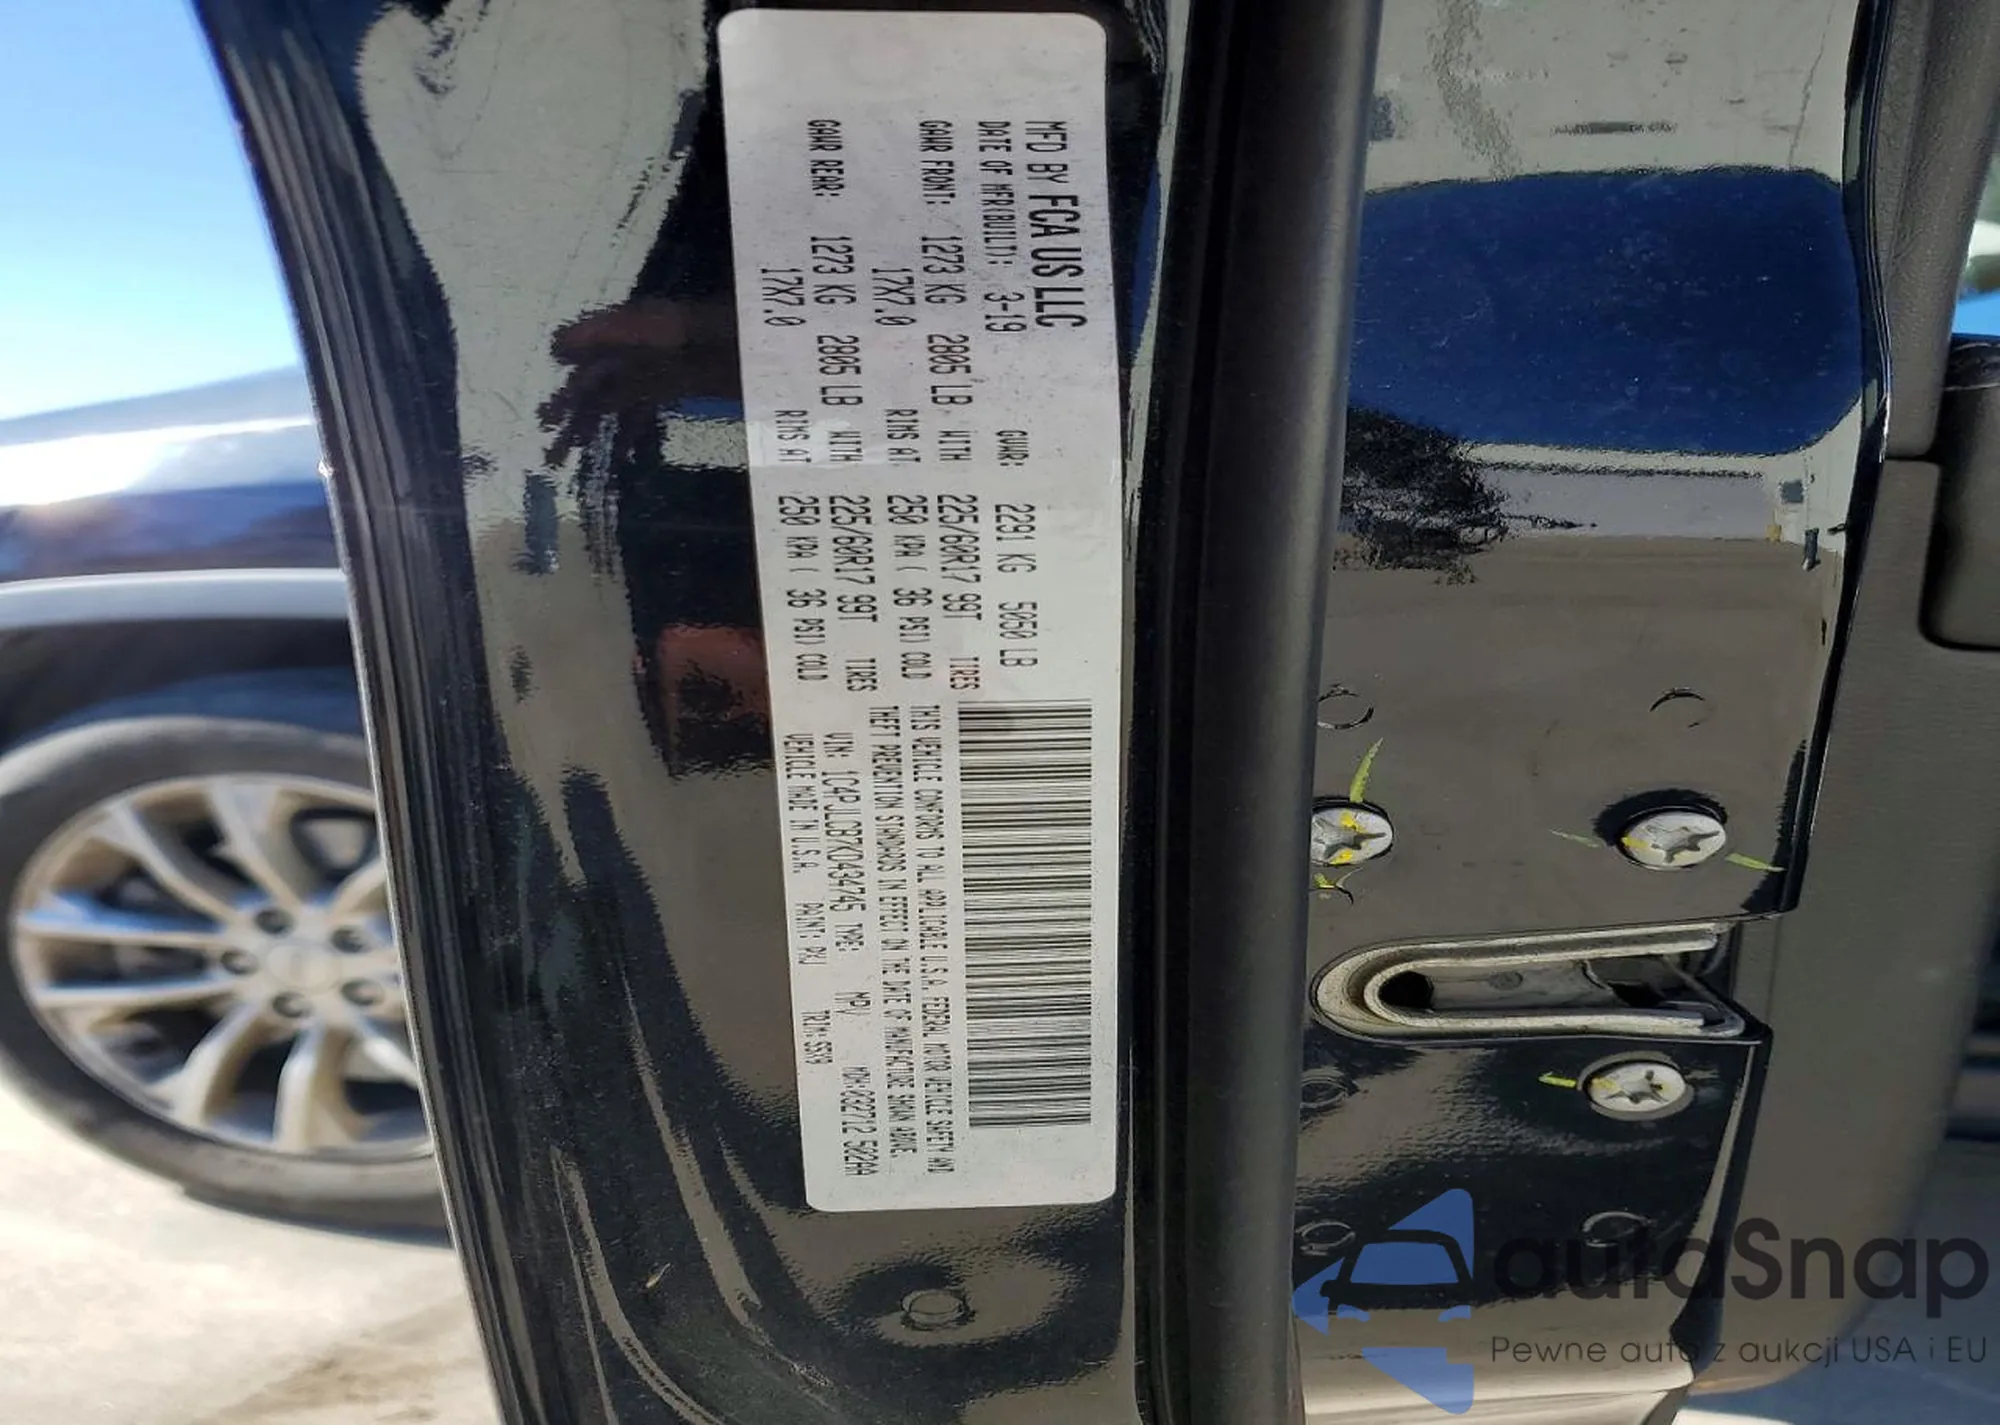 MFD BY FCA US LLC
DATE OF MFR(BUILT): 3-19 GVWR: 2291 KG 5050 LB
GAWR FRONT: 1273 KG 2805 LB WITH 225/60R17 99T TIRES
17X7.0 RIMS AT 250 KPA ( 36 PSI) COLD
GAWR REAR: 1273 KG 2805 LB WITH 225/60R17 99T TIRES
17X7.0 RIMS AT 250 KPA ( 36 PSI) COLD
THIS VEHICLE CONFORMS TO ALL APPLICABLE U.S.A. FEDERAL MOTOR VEHICLE SAFETY AND
THEFT PREVENTION STANDARDS IN EFFECT ON THE DATE OF MANUFACTURE SHOWN ABOVE.
VIN: 1C4PJLCB7KD434745 TYPE: MPV
VEHICLE MADE IN U.S.A. PAINT: PXJ
autaSnap
Pewne auto z aukcji USA i EU